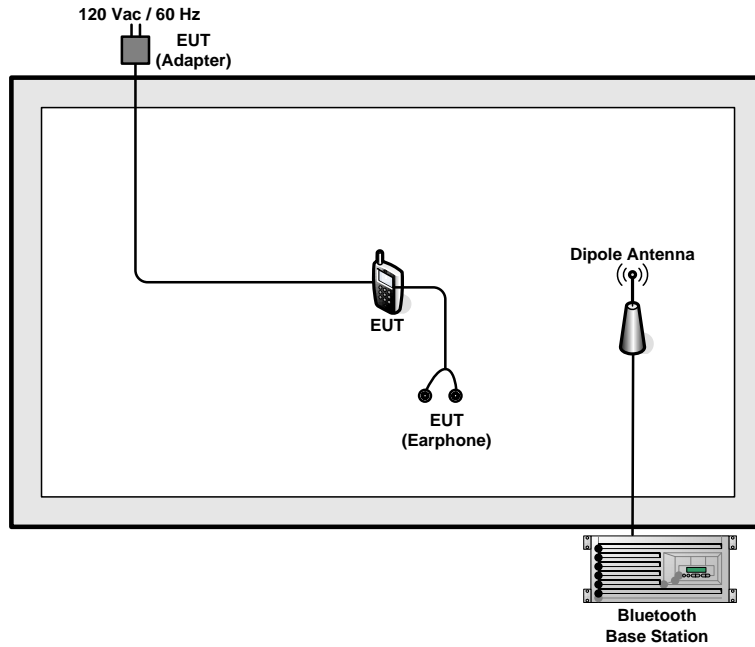 120 Vac / 60 Hz
EUT
(Adapter)
Dipole Antenna
EUT
EUT
(Earphone)
Bluetooth
Base Station